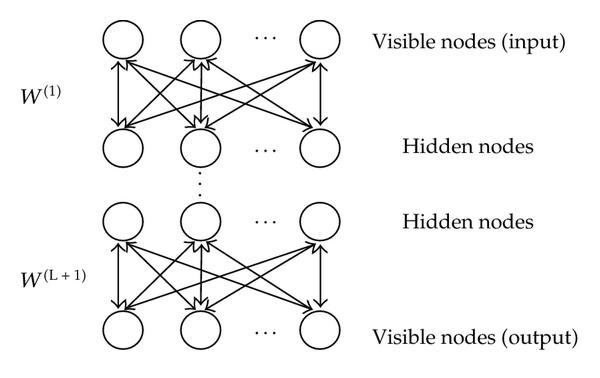 ... Visible nodes (input)
W(1)
... Hidden nodes
... Hidden nodes
W(L + 1)
... Visible nodes (output)